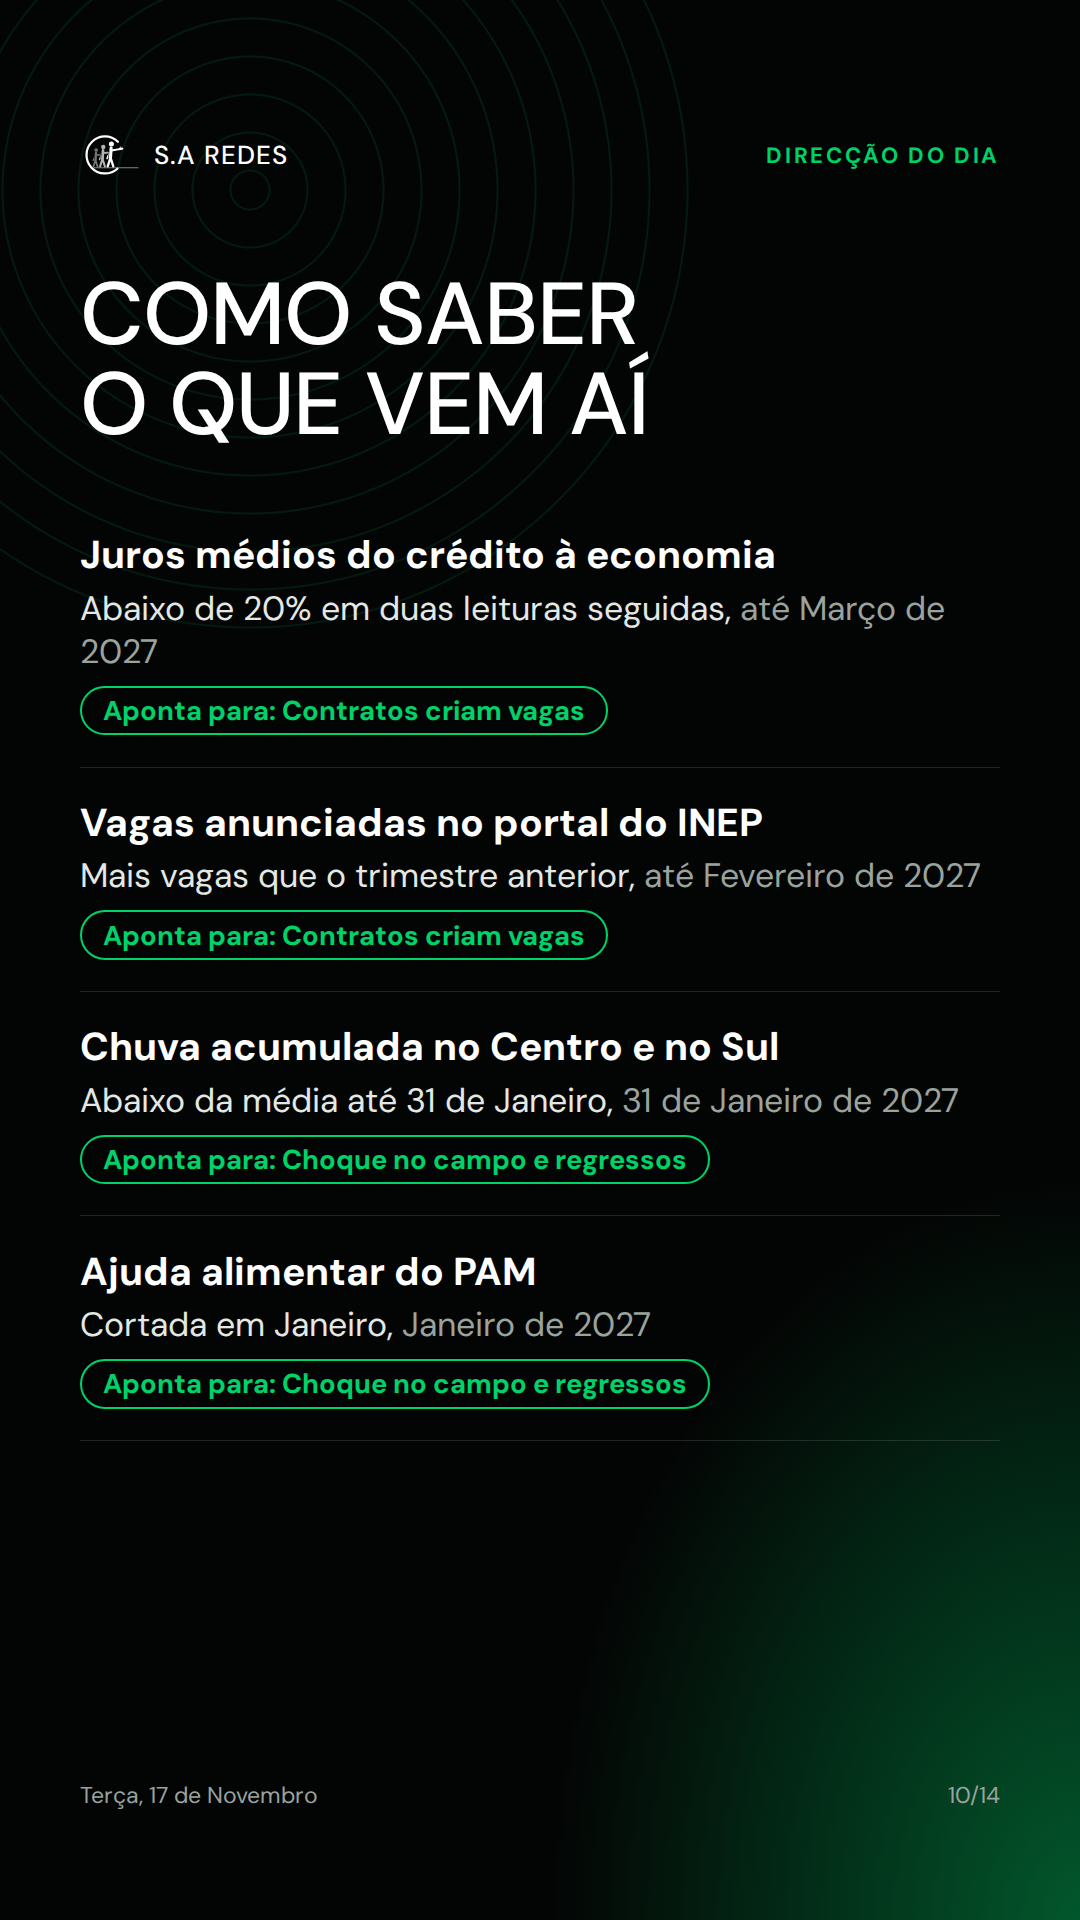 S.A REDES
DIRECÇÃO DO DIA
COMO SABER
O QUE VEM AÍ
Juros médios do crédito à economia
Abaixo de 20% em duas leituras seguidas, até Março de
2027
Aponta para: Contratos criam vagas
Vagas anunciadas no portal do INEP
Mais vagas que o trimestre anterior, até Fevereiro de 2027
Aponta para: Contratos criam vagas
Chuva acumulada no Centro e no Sul
Abaixo da média até 31 de Janeiro, 31 de Janeiro de 2027
Aponta para: Choque no campo e regressos
Ajuda alimentar do PAM
Cortada em Janeiro, Janeiro de 2027
Aponta para: Choque no campo e regressos
Terça, 17 de Novembro
10/14